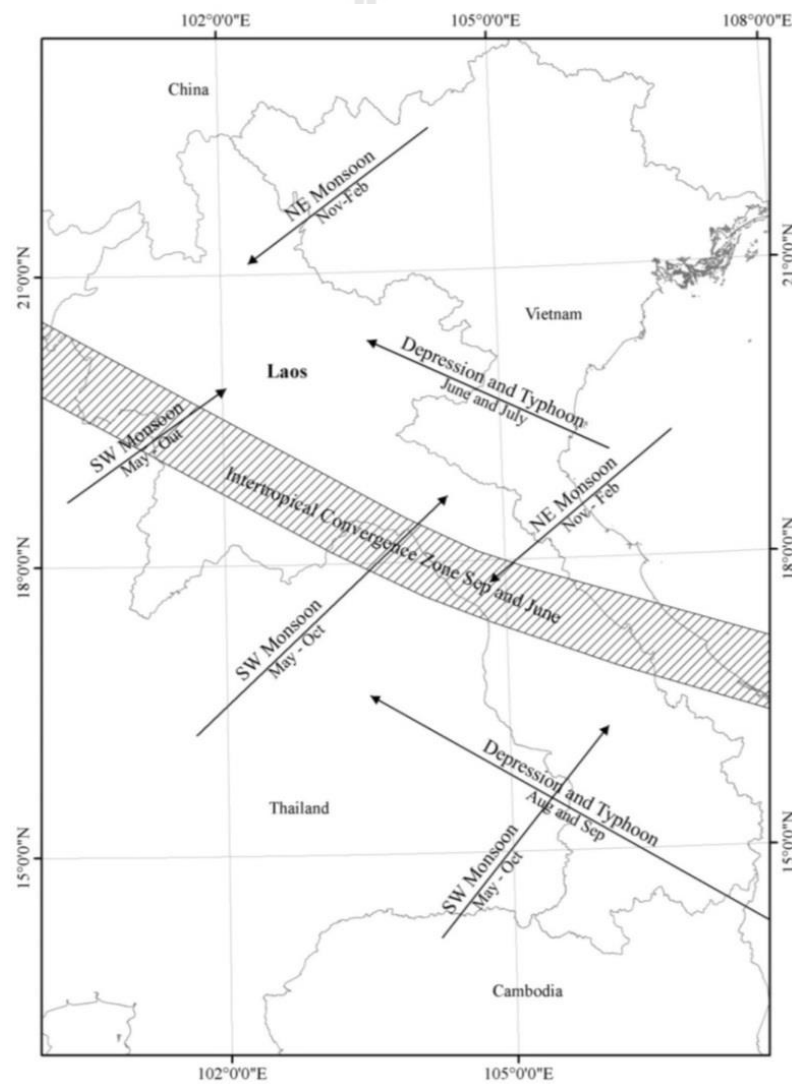 102°0'0"E
105°0'0"E
108°0'0"E
China
NE Monsoon
Nov-Feb
21°0'0"N
21°0'0"N
Vietnam
Laos
Depression and Typhoon
June and July
SW Monsoon
May - Out
NE Monsoon
Nov - Feb
Intertropical Convergence Zone Sep and June
18°0'0"N
18°0'0"N
SW Monsoon
May - Oct
Depression and Typhoon
Aug and Sep
Thailand
SW Monsoon
May - Oct
15°0'0"N
15°0'0"N
Cambodia
102°0'0"E
105°0'0"E